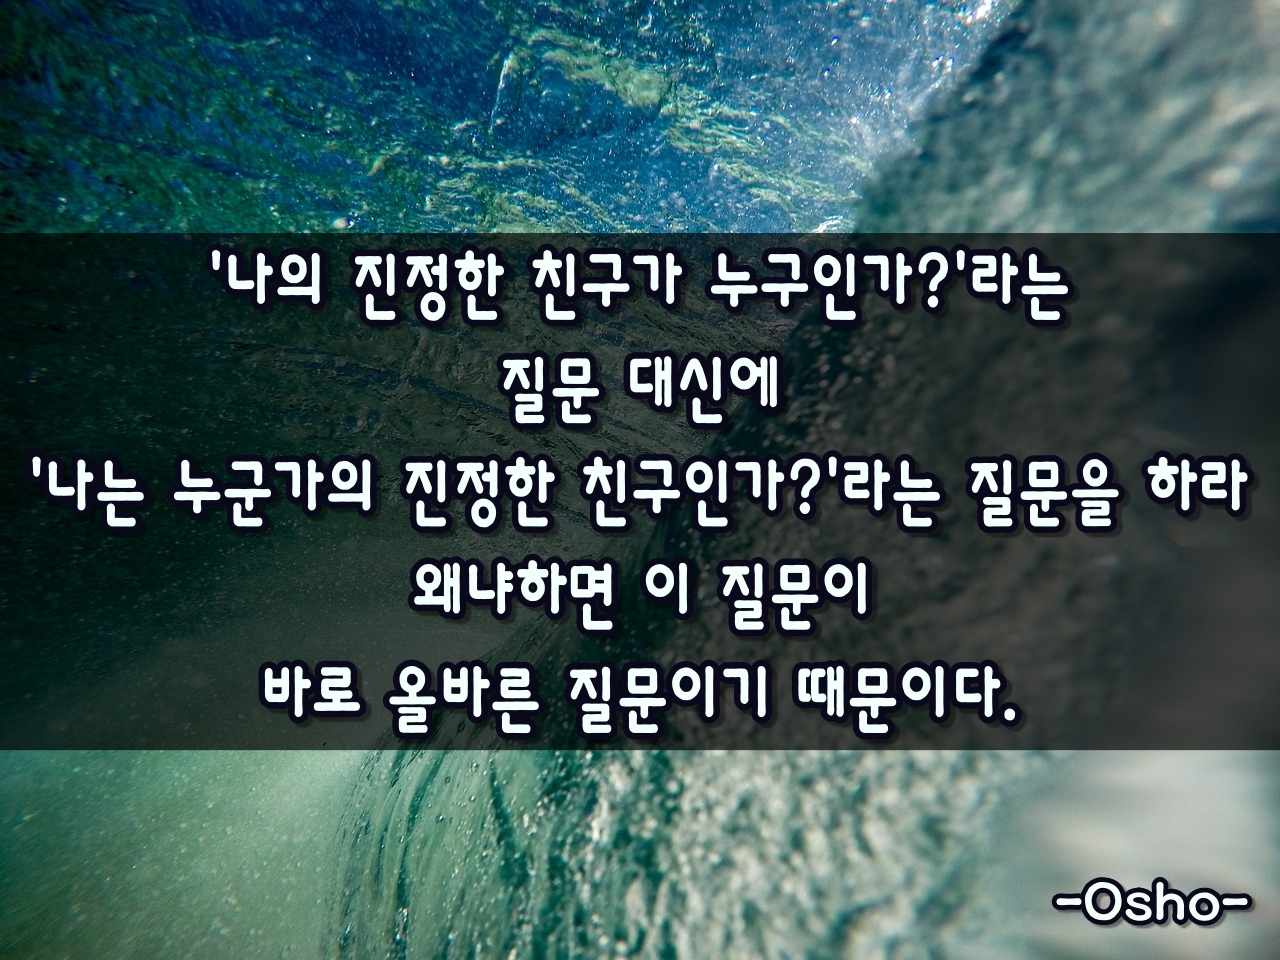 '나의 진정한 친구가 누구인가?'라는
질문 대신에
'나는 누군가의 진정한 친구인가?'라는 질문을 하라
왜냐하면 이 질문이
바로 올바른 질문이기 때문이다.
-Osho-